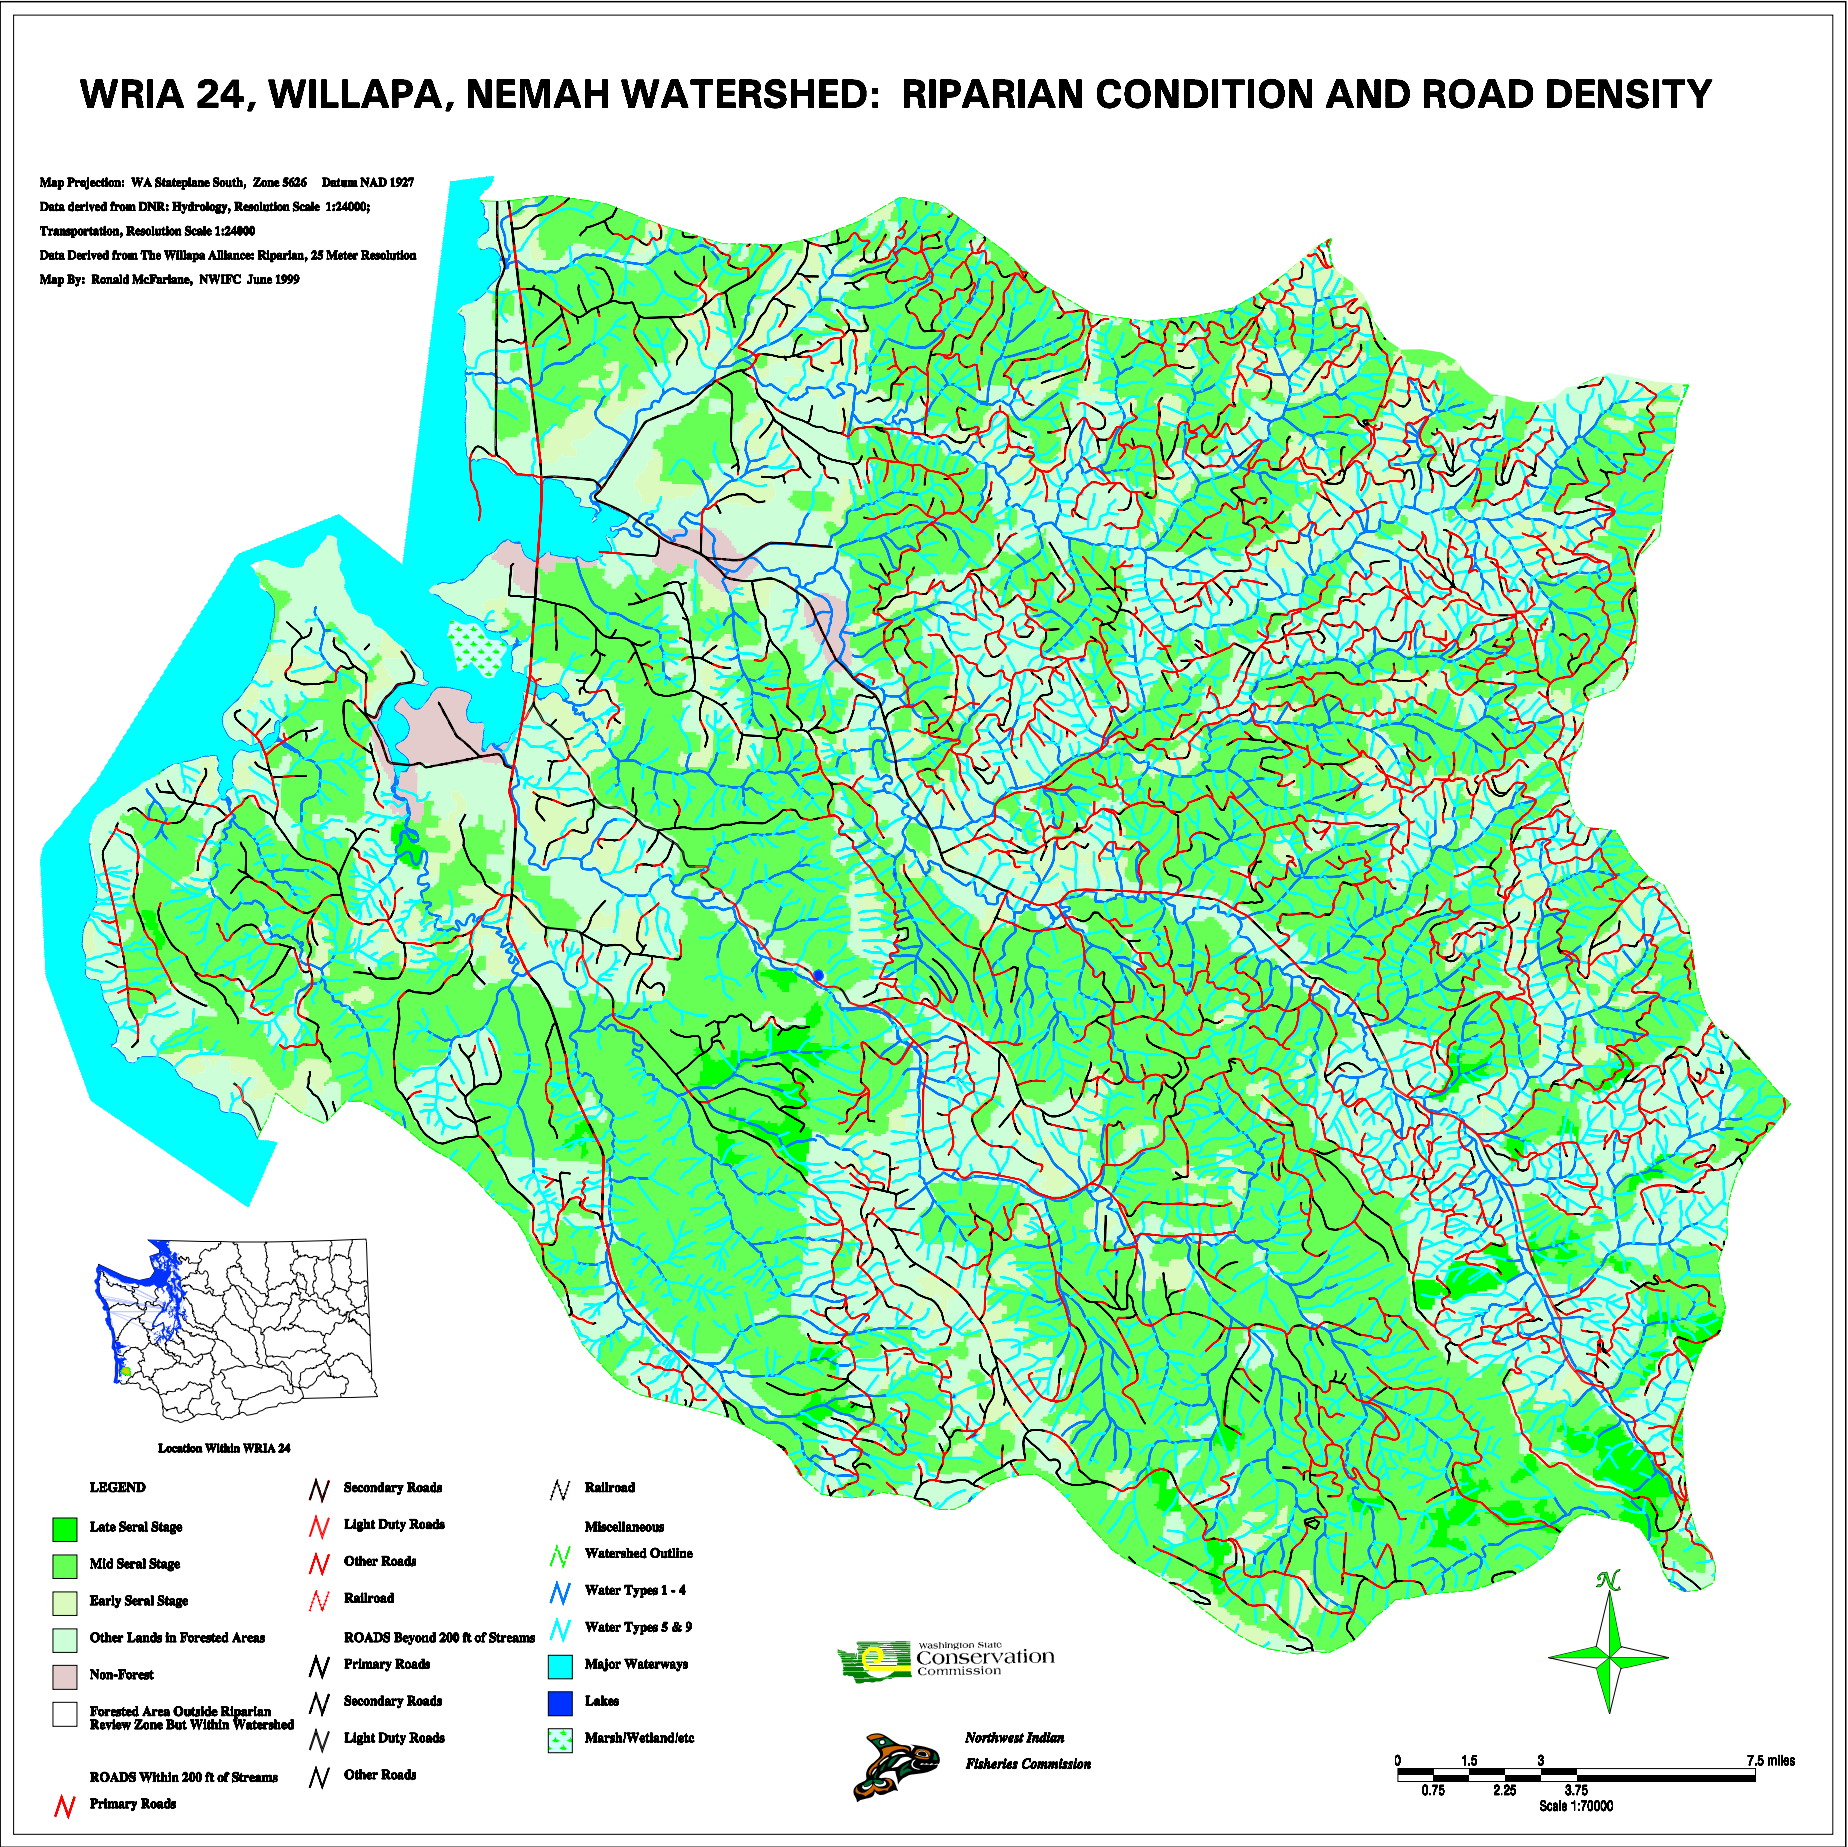 WRIA 24, WILLAPA, NEMAH WATERSHED:  RIPARIAN CONDITION AND ROAD DENSITY
Map Projection:  WA Stateplane South,  Zone 5626    Datum NAD 1927
Data derived from DNR: Hydrology, Resolution Scale  1:24000;
Transportation, Resolution Scale 1:24000
Data Derived from The Willapa Alliance: Riparian, 25 Meter Resolution
Map By:  Ronald McFarlane,  NWIFC  June 1999
Location Within WRIA 24
LEGEND
Late Seral Stage
Mid Seral Stage
Early Seral Stage
Other Lands in Forested Areas
Non-Forest
Forested Area Outside Riparian
Review Zone But Within Watershed
ROADS Within 200 ft of Streams
Primary Roads
Secondary Roads
Light Duty Roads
Other Roads
Railroad
ROADS Beyond 200 ft of Streams
Primary Roads
Secondary Roads
Light Duty Roads
Other Roads
Railroad
Miscellaneous
Watershed Outline
Water Types 1 - 4
Water Types 5 & 9
Major Waterways
Lakes
Marsh/Wetland/etc
Washington State
Conservation
Commission
Northwest Indian
Fisheries Commission
N
0 1.5 3 7.5 miles
0.75 2.25 3.75
Scale 1:70000